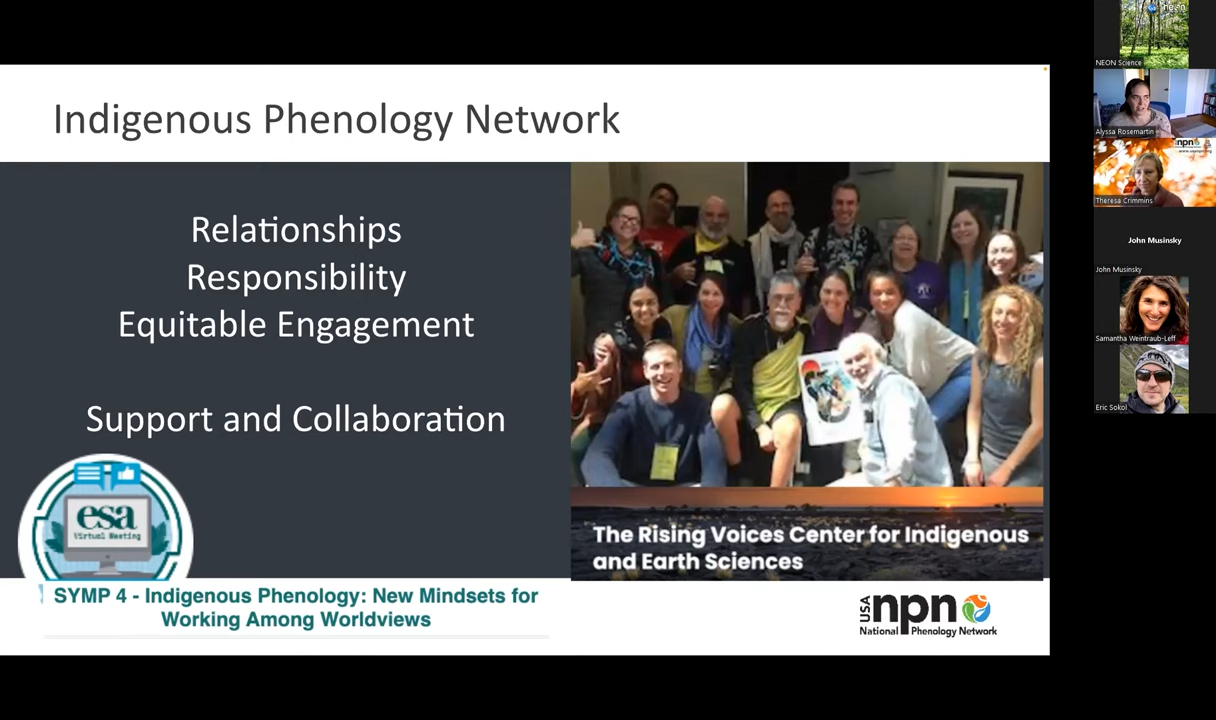 Indigenous Phenology Network
Relationships
Responsibility
Equitable Engagement
Support and Collaboration
esa
Virtual Meeting
The Rising Voices Center for Indigenous
and Earth Sciences
SYMP 4 - Indigenous Phenology: New Mindsets for
Working Among Worldviews
USA npn
National Phenology Network
NEON Science
Alyssa Rosemartin
npn
Theresa Crimmins
John Musinsky
John Musinsky
Samantha Weintraub-Leff
Eric Sokol